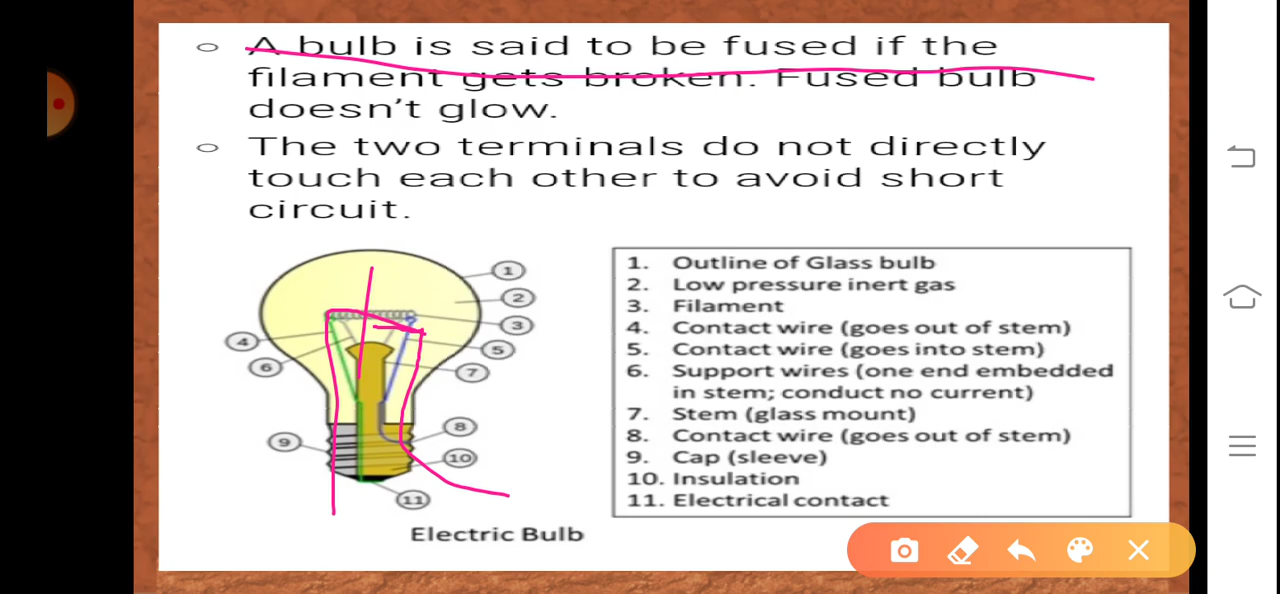 A bulb is said to be fused if the
filament gets broken. Fused bulb
doesn't glow.
The two terminals do not directly
touch each other to avoid short
circuit.
1
2
3
4
5
6
7
8
9
10
11
Electric Bulb
1. Outline of Glass bulb
2. Low pressure inert gas
3. Filament
4. Contact wire (goes out of stem)
5. Contact wire (goes into stem)
6. Support wires (one end embedded
in stem; conduct no current)
7. Stem (glass mount)
8. Contact wire (goes out of stem)
9. Cap (sleeve)
10. Insulation
11. Electrical contact